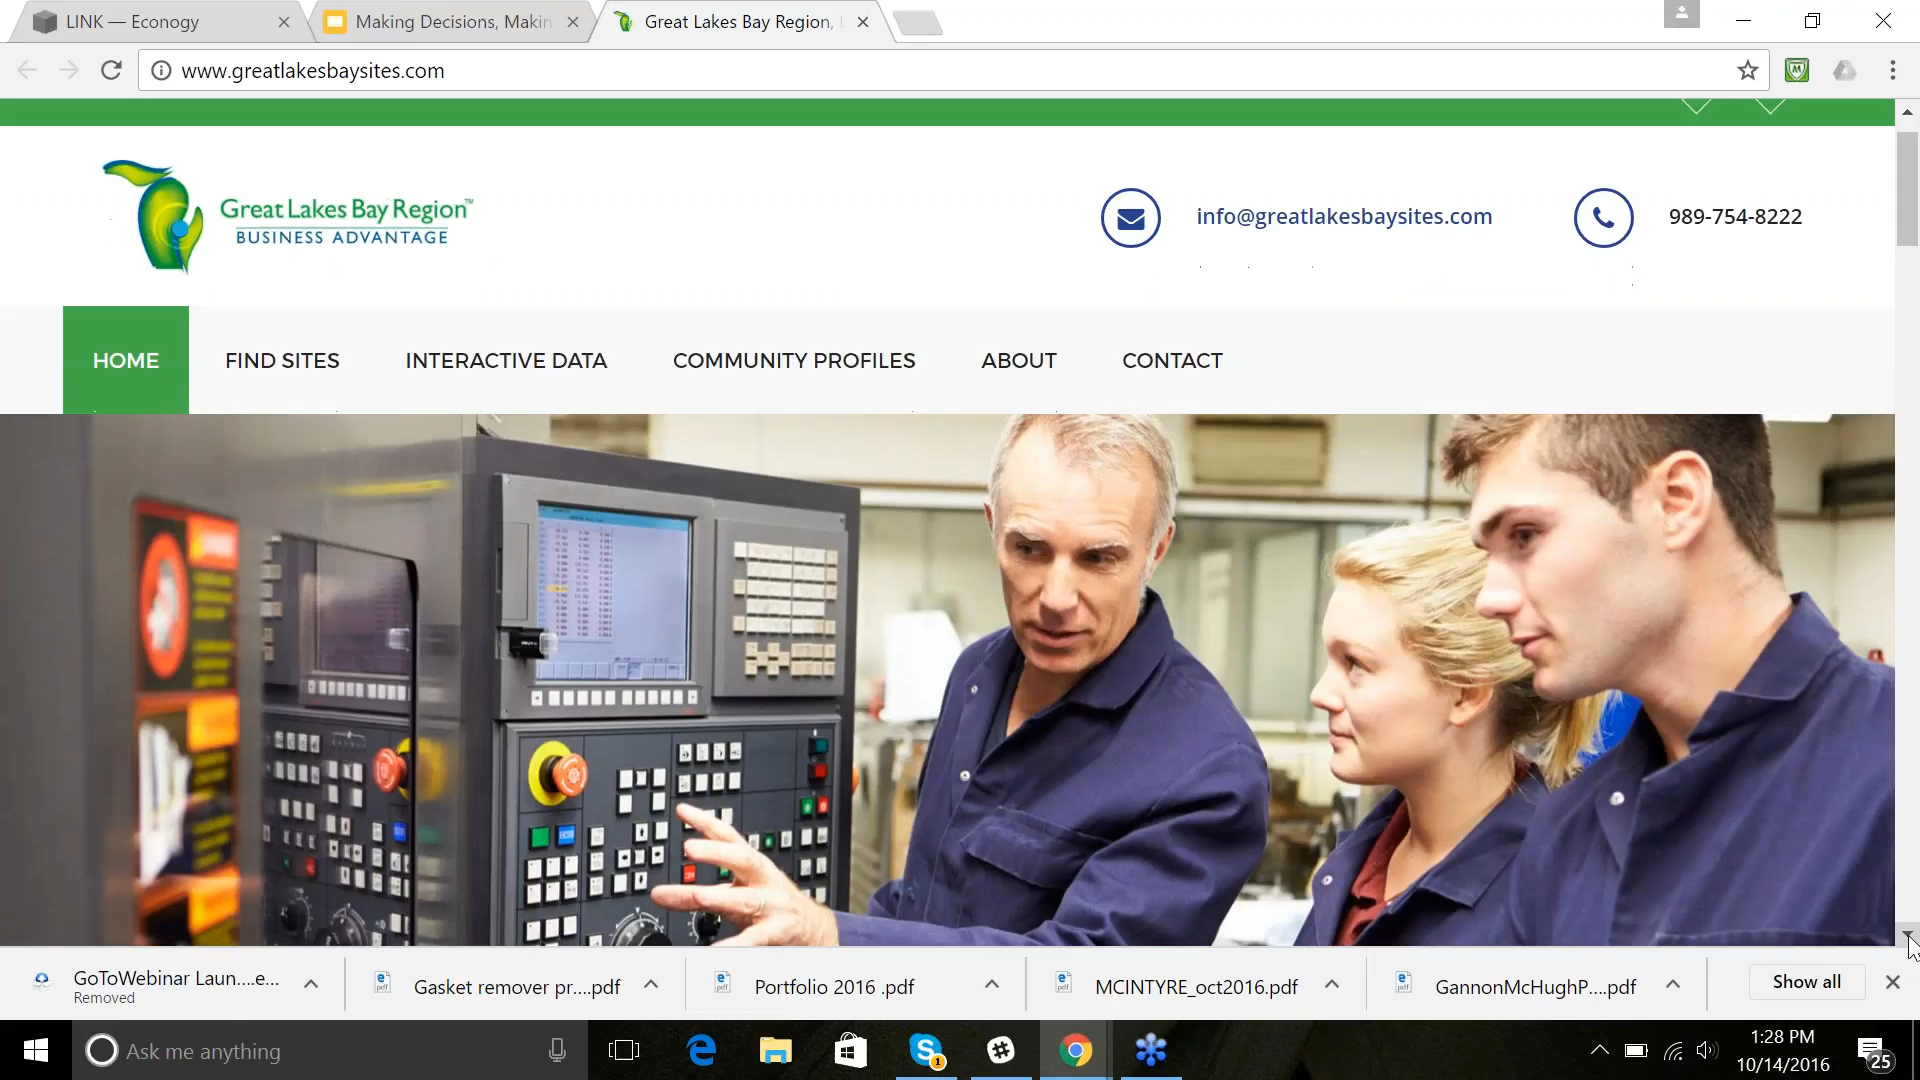 LINK — Econogy
Making Decisions, Makin
Great Lakes Bay Region,
www.greatlakesbaysites.com
Great Lakes Bay Region™
BUSINESS ADVANTAGE
info@greatlakesbaysites.com
989-754-8222
HOME
FIND SITES
INTERACTIVE DATA
COMMUNITY PROFILES
ABOUT
CONTACT
GoToWebinar Laun....e...
Removed
Gasket remover pr....pdf
Portfolio 2016 .pdf
MCINTYRE_oct2016.pdf
GannonMcHughP....pdf
Show all
Ask me anything
1
1:28 PM
10/14/2016
25